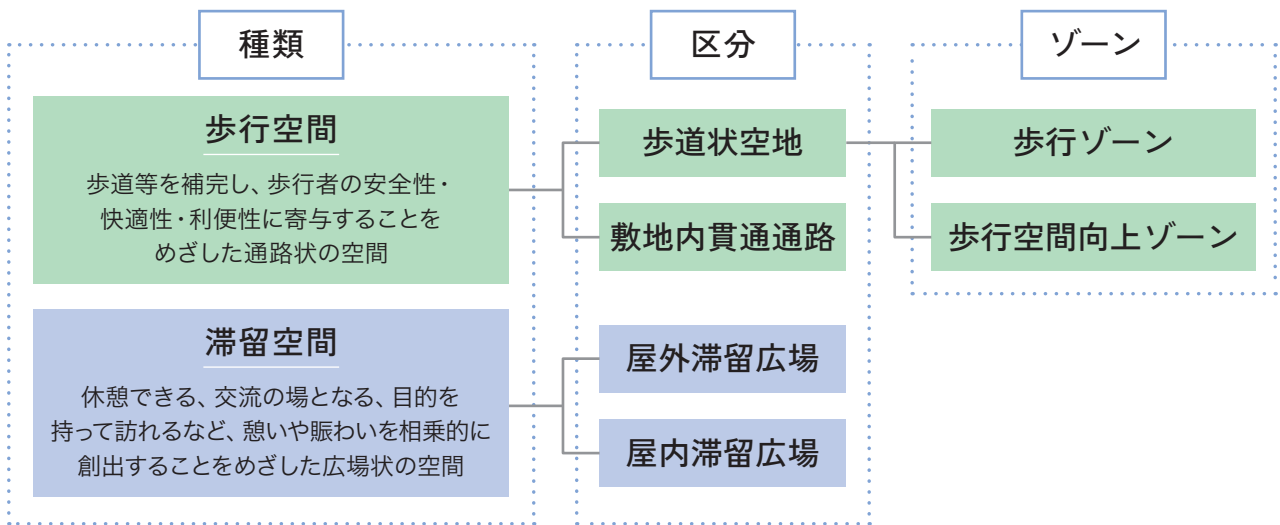 種類
歩行空間
歩道等を補完し、歩行者の安全性・
快適性・利便性に寄与することを
めざした通路状の空間
滞留空間
休憩できる、交流の場となる、目的を
持って訪れるなど、憩いや賑わいを相乗的に
創出することをめざした広場状の空間
区分
歩道状空地
敷地内貫通通路
屋外滞留広場
屋内滞留広場
ゾーン
歩行ゾーン
歩行空間向上ゾーン